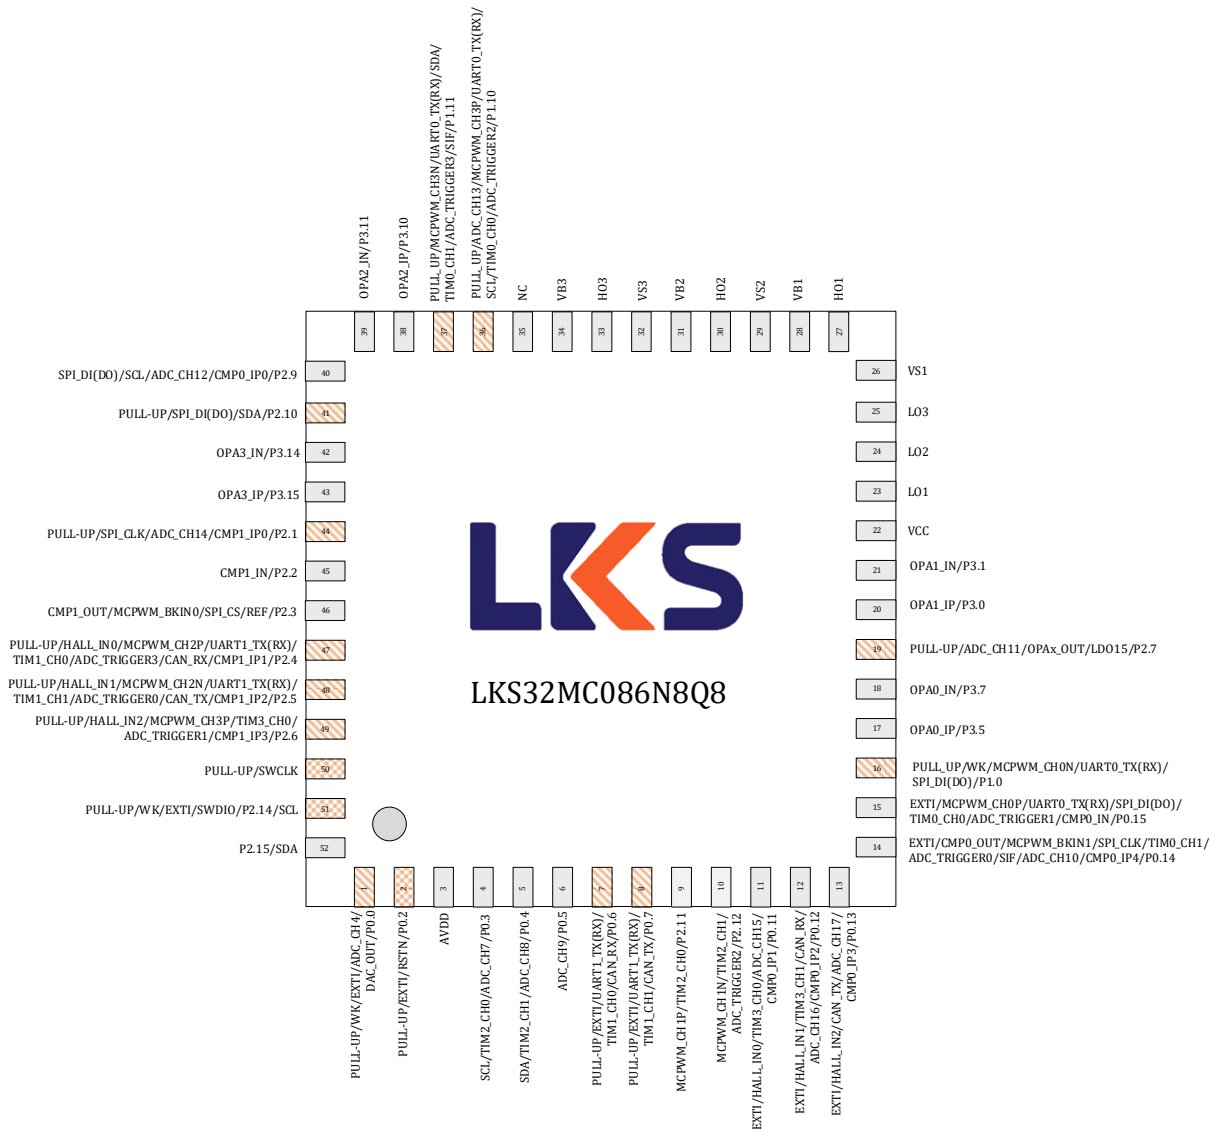 PULL_UP/MCPWM_CH3N/UART0_TX(RX)/SDA/
TIM0_CH1/ADC_TRIGGER3/SIF/P1.11
PULL_UP/ADC_CH13/MCPWM_CH3P/UART0_TX(RX)/
SCL/TIM0_CH0/ADC_TRIGGER2/P1.10
OPA2_IN/P3.11
OPA2_IP/P3.10
NC
VB3
HO3
VS3
VB2
HO2
VS2
VB1
HO1
39
38
37
36
35
34
33
32
31
30
29
28
27
SPI_DI(DO)/SCL/ADC_CH12/CMP0_IP0/P2.9
40
PULL-UP/SPI_DI(DO)/SDA/P2.10
41
OPA3_IN/P3.14
42
OPA3_IP/P3.15
43
PULL-UP/SPI_CLK/ADC_CH14/CMP1_IP0/P2.1
44
CMP1_IN/P2.2
45
CMP1_OUT/MCPWM_BKIN0/SPI_CS/REF/P2.3
46
PULL-UP/HALL_IN0/MCPWM_CH2P/UART1_TX(RX)/
TIM1_CH0/ADC_TRIGGER3/CAN_RX/CMP1_IP1/P2.4
47
PULL-UP/HALL_IN1/MCPWM_CH2N/UART1_TX(RX)/
TIM1_CH1/ADC_TRIGGER0/CAN_TX/CMP1_IP2/P2.5
48
PULL-UP/HALL_IN2/MCPWM_CH3P/TIM3_CH0/
ADC_TRIGGER1/CMP1_IP3/P2.6
49
PULL-UP/SWCLK
50
PULL-UP/WK/EXTI/SWDIO/P2.14/SCL
51
P2.15/SDA
52
LKS
LKS32MC086N8Q8
26
VS1
25
LO3
24
LO2
23
LO1
22
VCC
21
OPA1_IN/P3.1
20
OPA1_IP/P3.0
19
PULL-UP/ADC_CH11/OPAx_OUT/LDO15/P2.7
18
OPA0_IN/P3.7
17
OPA0_IP/P3.5
16
PULL_UP/WK/MCPWM_CH0N/UART0_TX(RX)/
SPI_DI(DO)/P1.0
15
EXTI/MCPWM_CH0P/UART0_TX(RX)/SPI_DI(DO)/
TIM0_CH0/ADC_TRIGGER1/CMP0_IN/P0.15
14
EXTI/CMP0_OUT/MCPWM_BKIN1/SPI_CLK/TIM0_CH1/
ADC_TRIGGER0/SIF/ADC_CH10/CMP0_IP4/P0.14
1
2
3
4
5
6
7
8
9
10
11
12
13
PULL-UP/WK/EXTI/ADC_CH4/
DAC_OUT/P0.0
PULL-UP/EXTI/RSTN/P0.2
AVDD
SCL/TIM2_CH0/ADC_CH7/P0.3
SDA/TIM2_CH1/ADC_CH8/P0.4
ADC_CH9/P0.5
PULL-UP/EXTI/UART1_TX(RX)/
TIM1_CH0/CAN_RX/P0.6
PULL-UP/EXTI/UART1_TX(RX)/
TIM1_CH1/CAN_TX/P0.7
MCPWM_CH1P/TIM2_CH0/P2.11
MCPWM_CH1N/TIM2_CH1/
ADC_TRIGGER2/P2.12
EXTI/HALL_IN0/TIM3_CH0/ADC_CH15/
CMP0_IP1/P0.11
EXTI/HALL_IN1/TIM3_CH1/CAN_RX/
ADC_CH16/CMP0_IP2/P0.12
EXTI/HALL_IN2/CAN_TX/ADC_CH17/
CMP0_IP3/P0.13